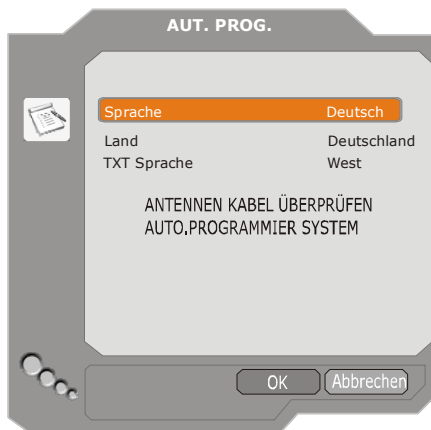 AUT. PROG.
Sprache Deutsch
Land Deutschland
TXT Sprache West
ANTENNEN KABEL ÜBERPRÜFEN
AUTO.PROGRAMMIER SYSTEM
OK Abbrechen